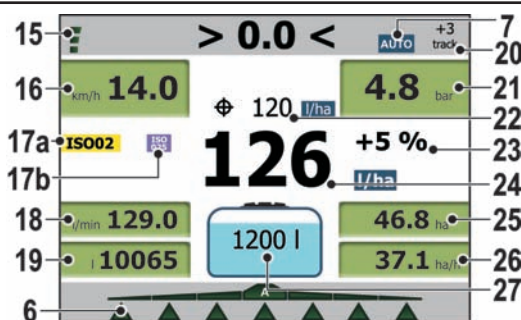 15 > 0.0 < AUTO +3 track 7 20
16 km/h 14.0 4.8 bar 21
120 l/ha 22
17a ISO02 ISO 025 +5 % 23
17b 126 l/ha 24
18 l/min 129.0 46.8 ha 25
19 l 10065 1200 l 37.1 ha/h 26
6 A 27